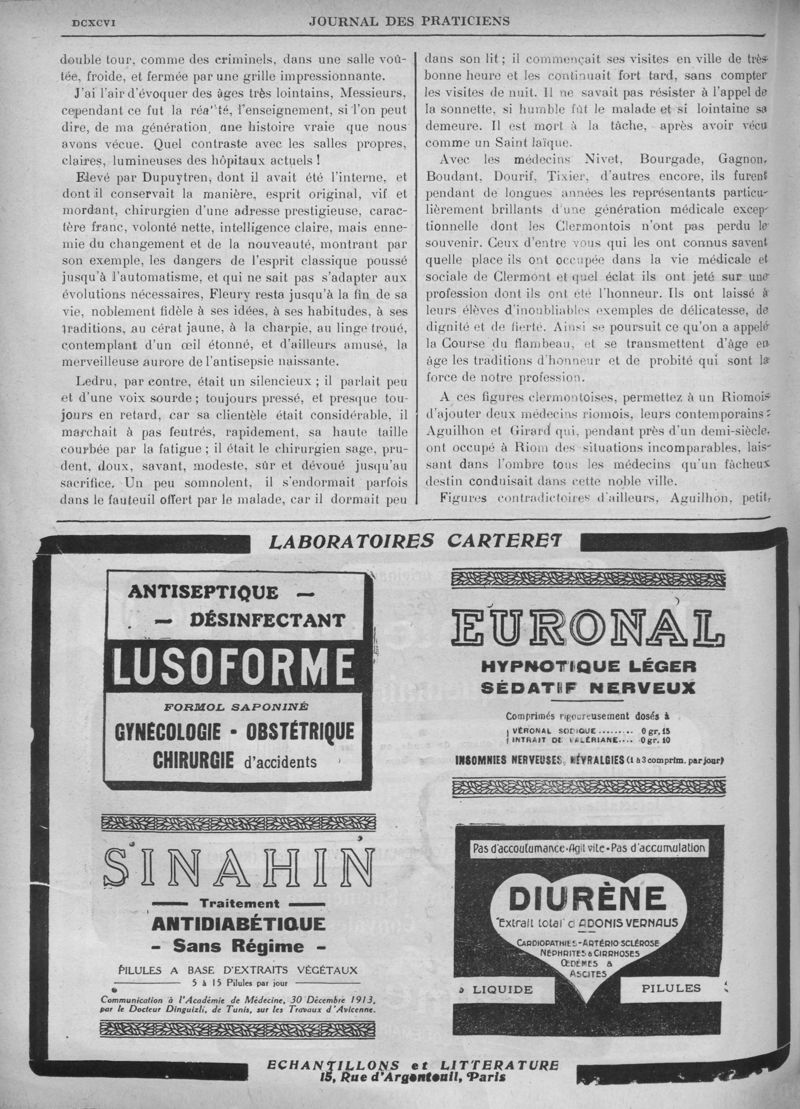 DCXCVI
JOURNAL DES PRATICIENS
double tour, comme des criminels, dans une salle voû-
tée, froide, et fermée par une grille impressionnante.
J'ai l'air d'évoquer des âges très lointains, Messieurs,
cependant ce fut la réa'ité, l'enseignement, si l'on peut
dire, de ma génération, une histoire vraie que nous
avons vécue. Quel contraste avec les salles propres,
claires, lumineuses des hôpitaux actuels !
Elevé par Dupuytren, dont il avait été l'interne, et
dont il conservait la manière, esprit original, vif et
mordant, chirurgien d'une adresse prestigieuse, carac-
tère franc, volonté nette, intelligence claire, mais enne-
mie du changement et de la nouveauté, montrant par
son exemple, les dangers de l'esprit classique poussé
jusqu'à l'automatisme, et qui ne sait pas s'adapter aux
évolutions nécessaires, Fleury resta jusqu'à la fin de sa
vie, noblement fidèle à ses idées, à ses habitudes, à ses
traditions, au cérat jaune, à la charpie, au linge troué,
contemplant d'un œil étonné, et d'ailleurs amusé, la
merveilleuse aurore de l'antisepsie naissante.
Ledru, par contre, était un silencieux ; il parlait peu
et d'une voix sourde ; toujours pressé, et presque tou-
jours en retard, car sa clientèle était considérable, il
marchait à pas feutrés, rapidement, sa haute taille
courbée par la fatigue ; il était le chirurgien sage, pru-
dent, doux, savant, modeste, sûr et dévoué jusqu'au
sacrifice. Un peu somnolent, il s'endormait parfois
dans le fauteuil offert par le malade, car il dormait peu
dans son lit ; il commençait ses visites en ville de très
bonne heure et les continuait fort tard, sans compter
les visites de nuit. Il ne savait pas résister à l'appel de
la sonnette, si humble fût le malade et si lointaine sa
demeure. Il est mort à la tâche, après avoir vécu
comme un Saint laïque.
Avec les médecins Nivet, Bourgade, Gagnon,
Boudant, Dourif, Tixier, d'autres encore, ils furent
pendant de longues années les représentants particu-
lièrement brillants d'une génération médicale excep-
tionnelle dont les Clermontois n'ont pas perdu le
souvenir. Ceux d'entre vous qui les ont connus savent
quelle place ils ont occupée dans la vie médicale et
sociale de Clermont et quel éclat ils ont jeté sur une
profession dont ils ont été l'honneur. Ils ont laissé à
leurs élèves d'inoubliables exemples de délicatesse, de
dignité et de fierté. Ainsi se poursuit ce qu'on a appelé
la Course du flambeau, et se transmettent d'âge en
âge les traditions d'honneur et de probité qui sont la
force de notre profession.
A ces figures clermontoises, permettez à un Riomois
d'ajouter deux médecins riomois, leurs contemporains :
Aguilhon et Girard qui, pendant près d'un demi-siècle,
ont occupé à Riom des situations incomparables, lais-
sant dans l'ombre tous les médecins qu'un fâcheux
destin conduisait dans cette noble ville.
Figures contradictoires d'ailleurs, Aguilhon, petit,
LABORATOIRES CARTERET
ANTISEPTIQUE —
— DÉSINFECTANT
LUSOFORME
FORMOL SAPONINÉ
GYNÉCOLOGIE - OBSTÉTRIQUE
CHIRURGIE d'accidents
EURONAL
HYPNOTIQUE LÉGER
SÉDATIF NERVEUX
Comprimés rigoureusement dosés à
VÉRONAL SODIQUE......... 0 gr. 15
INTRAIT DE VALÉRIANE.... 0 gr. 10
INSOMNIES NERVEUSES, NÉVRALGIES (1 à 3 comprim. par jour)
SINAHIN
Traitement
ANTIDIABÉTIQUE
- Sans Régime -
PILULES A BASE D'EXTRAITS VÉGÉTAUX
5 à 15 Pilules par jour
Communication à l'Académie de Médecine, 30 Décembre 1913,
par le Docteur Dinguizli, de Tunis, sur les Travaux d'Avicenne.
Pas d'accoutumance - Agit vite - Pas d'accumulation
DIURÈNE
"Extrait total" d'ADONIS VERNALIS
CARDIOPATHIES - ARTÉRIO-SCLÉROSE
NÉPHRITES & CIRRHOSES
ŒDÈMES &
ASCITES
LIQUIDE
PILULES
ECHANTILLONS et LITTERATURE
15, Rue d'Argenteuil, Paris